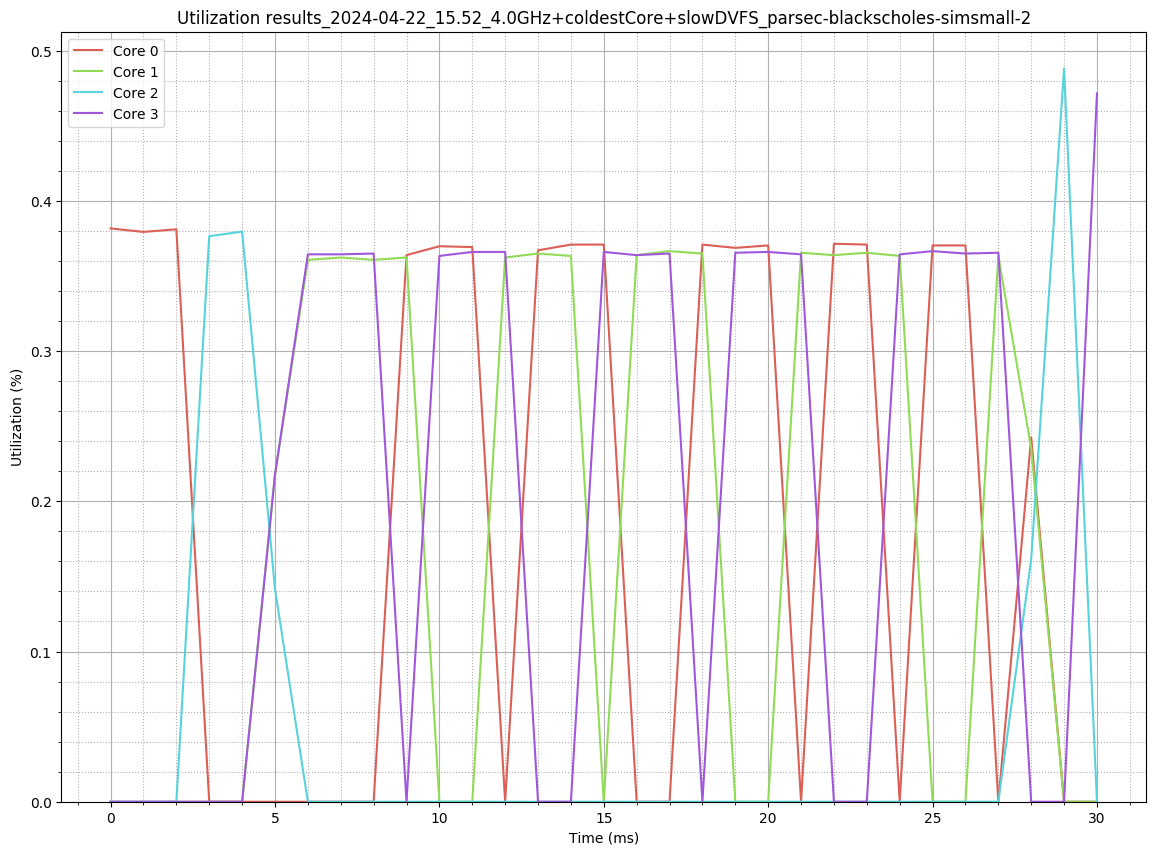 Utilization results_2024-04-22_15.52_4.0GHz+coldestCore+slowDVFS_parsec-blackscholes-simsmall-2
Core 0
Core 1
Core 2
Core 3
Utilization (%)
0.5
0.4
0.3
0.2
0.1
0.0
0 5 10 15 20 25 30
Time (ms)